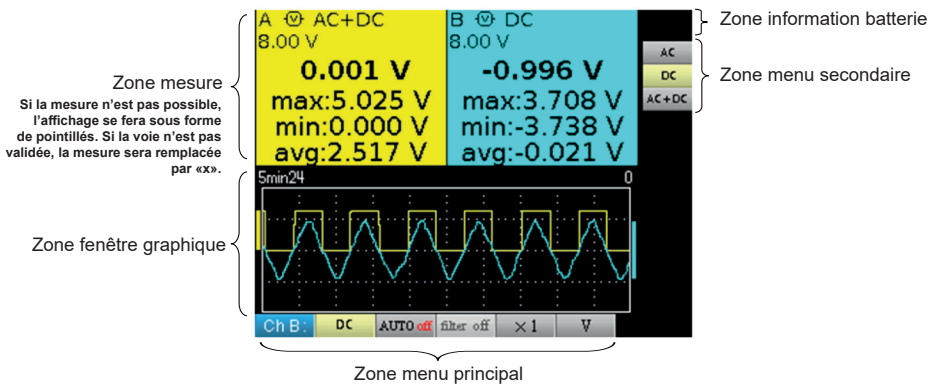 A V AC+DC
8.00 V
0.001 V
max:5.025 V
min:0.000 V
avg:2.517 V
B V DC
8.00 V
-0.996 V
max:3.708 V
min:-3.738 V
avg:-0.021 V
AC
DC
AC+DC
Zone information batterie
Zone menu secondaire
Zone mesure
Si la mesure n’est pas possible,
l’affichage se fera sous forme
de pointillés. Si la voie n’est pas
validée, la mesure sera remplacée
par «x».
5min24
0
Zone fenêtre graphique
Ch B:
DC
AUTO off
filter off
×1
V
Zone menu principal